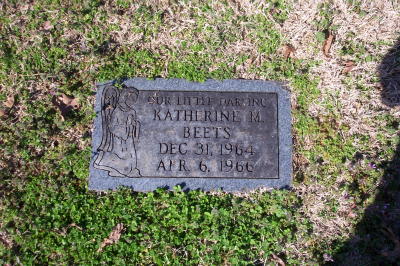 OUR LITTLE DARLING
KATHERINE M.
BEETS
DEC 31, 1964
APR. 6, 1966